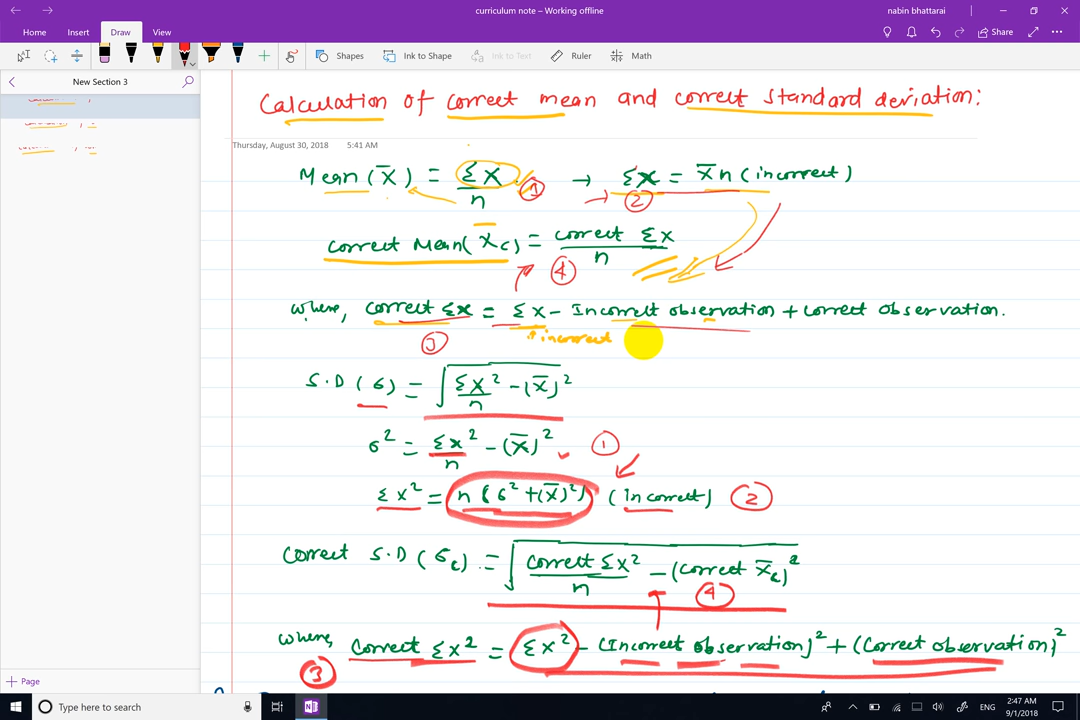 curriculum note – Working offline
nabin bhattarai
Home Insert Draw View
Share
Shapes Ink to Shape Ink to Text Ruler Math
New Section 3
Calculation of correct mean and correct standard deviation:
Thursday, August 30, 2018 5:41 AM
Mean (X̅) = ΣX / n ① → Σx = X̅n (incorrect)
②
correct Mean( X̅c) = correct Σx / n
④
where, correct Σx = Σx - Incorrect observation + correct observation.
③ ↑ incorrect
S.D (σ) = √(ΣX² / n - (X̅)²)
σ² = Σx² / n - (X̅)² ①
Σx² = n (σ² + (X̅)²) (incorrect) ②
Correct S.D (σc) = √(correct Σx² / n - (correct X̅c)²)
④
where, correct Σx² = Σx² - (Incorrect observation)² + (Correct observation)²
③
+ Page
Type here to search
ENG
2:47 AM
9/1/2018